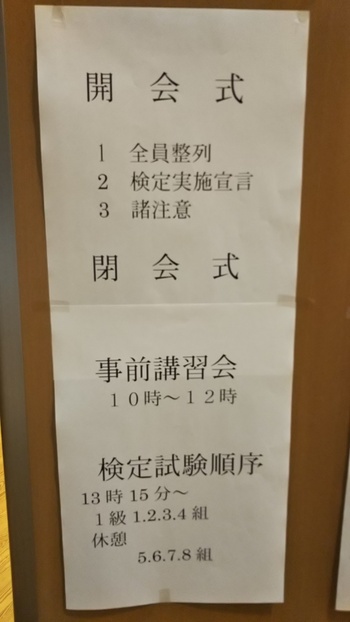 開会式
1 全員整列
2 検定実施宣言
3 諸注意
閉会式
事前講習会
１０時～１２時
検定試験順序
13時15分～
１級 1.2.3.4 組
休憩
5.6.7.8 組